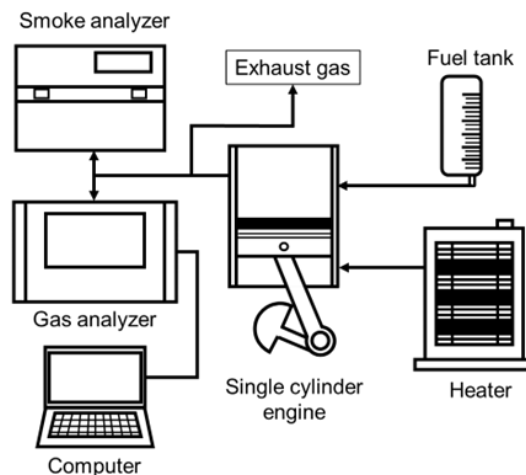 Smoke analyzer
Exhaust gas
Fuel tank
Gas analyzer
Single cylinder
engine
Heater
Computer